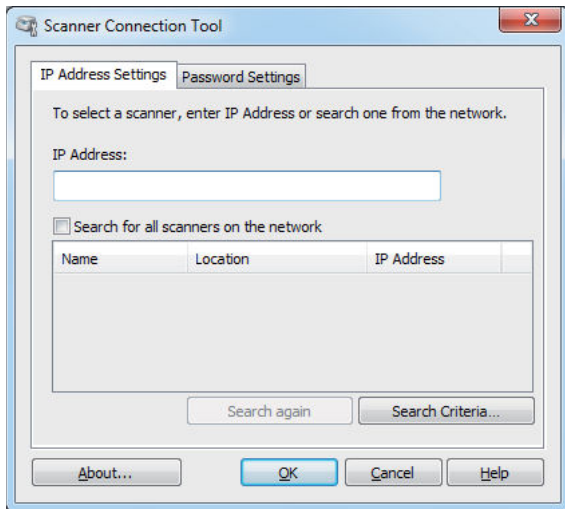 Scanner Connection Tool
IP Address Settings
Password Settings
To select a scanner, enter IP Address or search one from the network.
IP Address:
Search for all scanners on the network
Name Location IP Address
Search again Search Criteria...
About... OK Cancel Help